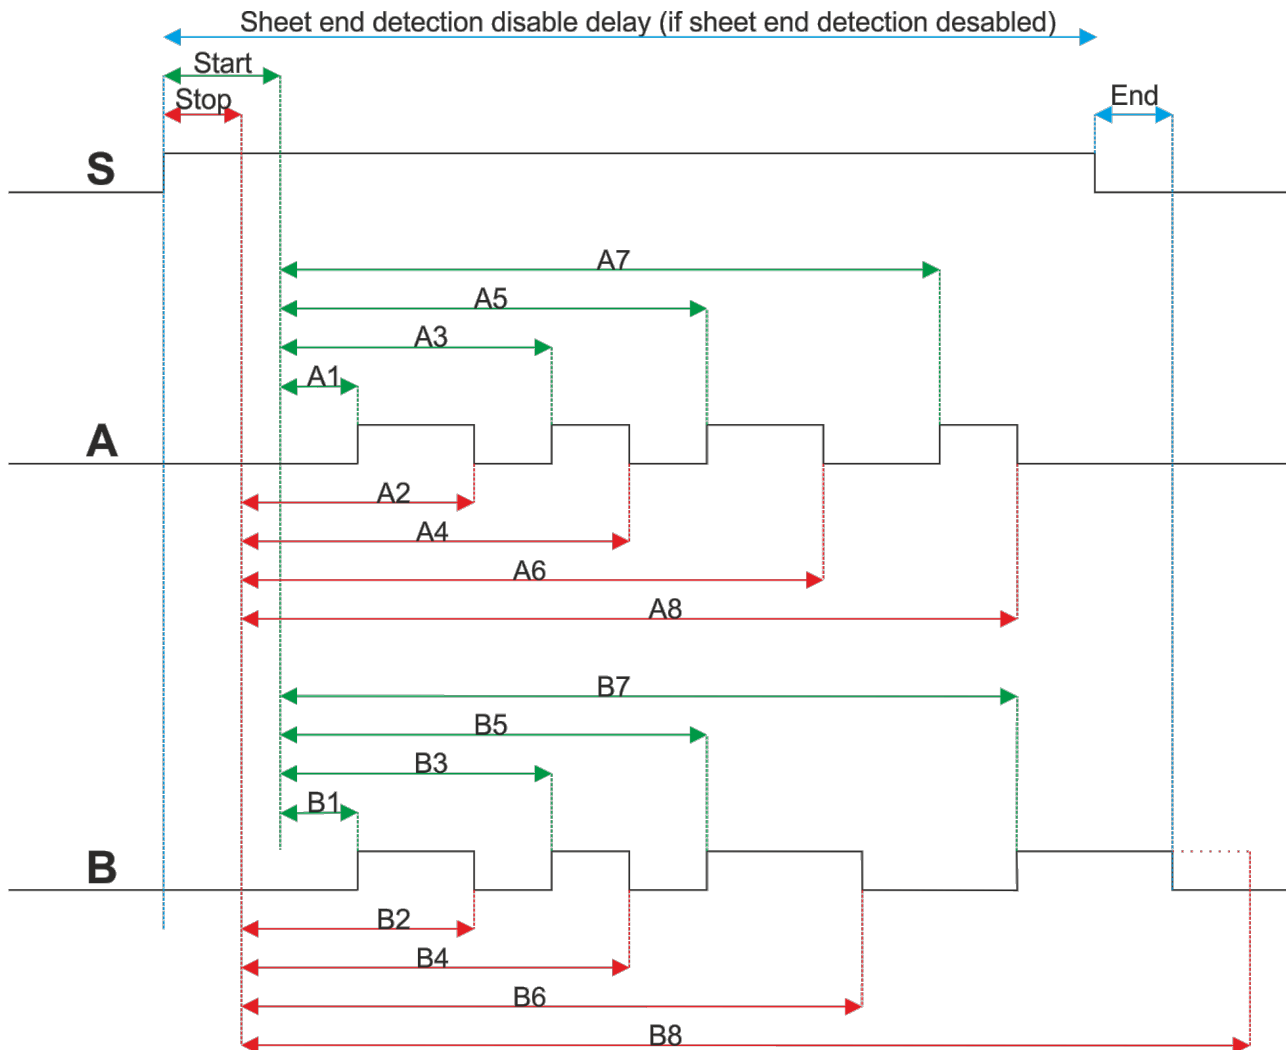 Sheet end detection disable delay (if sheet end detection desabled)
Start
Stop
End
S
A7
A5
A3
A1
A
A2
A4
A6
A8
B7
B5
B3
B1
B
B2
B4
B6
B8